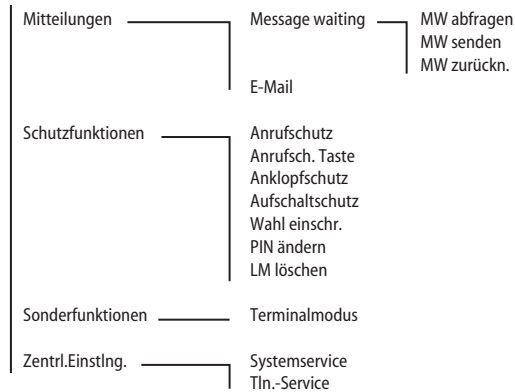 Mitteilungen Message waiting MW abfragen
MW senden
MW zurückn.
E-Mail
Schutzfunktionen Anrufschutz
Anrufsch. Taste
Anklopfschutz
Aufschaltschutz
Wahl einschr.
PIN ändern
LM löschen
Sonderfunktionen Terminalmodus
Zentrl.Einstlng. Systemservice
Tln.-Service